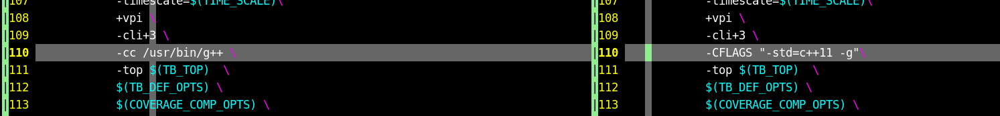 107 -timescale=$(TIME_SCALE)\
108 +vpi \
109 -cli+3 \
110 -cc /usr/bin/g++ \
111 -top $(TB_TOP)  \
112 $(TB_DEF_OPTS) \
113 $(COVERAGE_COMP_OPTS) \
107 -timescale=$(TIME_SCALE)\
108 +vpi \
109 -cli+3 \
110 -CFLAGS "-std=c++11 -g"\
111 -top $(TB_TOP)  \
112 $(TB_DEF_OPTS) \
113 $(COVERAGE_COMP_OPTS) \